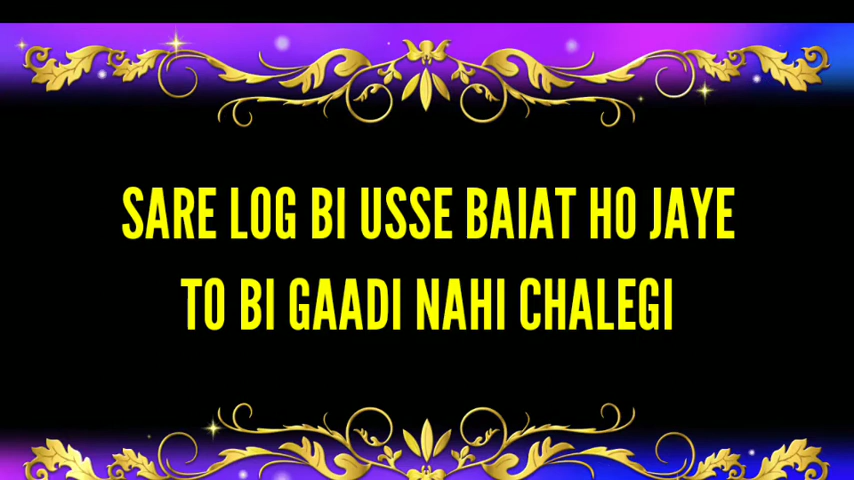 SARE LOG BI USSE BAIAT HO JAYE
TO BI GAADI NAHI CHALEGI